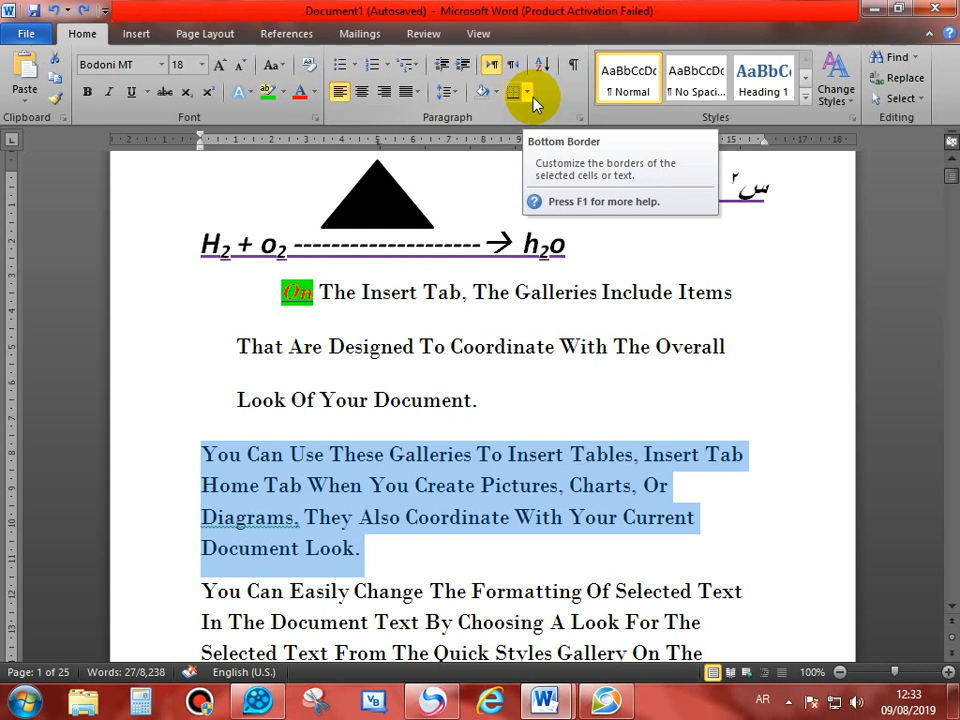 Document1 (Autosaved) - Microsoft Word (Product Activation Failed)
File Home Insert Page Layout References Mailings Review View
Paste
Bodoni MT 18
Aa
B I U abc X₂ X²
AaBbCcDc AaBbCcDc AaBbCc
¶ Normal ¶ No Spaci... Heading 1
Change Styles
Find
Replace
Select
Clipboard Font Paragraph Styles Editing
Bottom Border
Customize the borders of the
selected cells or text.
Press F1 for more help.
س٢
H2 + o2 ---------------------→ h2o
On The Insert Tab, The Galleries Include Items
That Are Designed To Coordinate With The Overall
Look Of Your Document.
You Can Use These Galleries To Insert Tables, Insert Tab
Home Tab When You Create Pictures, Charts, Or
Diagrams, They Also Coordinate With Your Current
Document Look.
You Can Easily Change The Formatting Of Selected Text
In The Document Text By Choosing A Look For The
Selected Text From The Quick Styles Gallery On The
Page: 1 of 25 Words: 27/8,238 English (U.S.) 100%
AR 12:33
09/08/2019